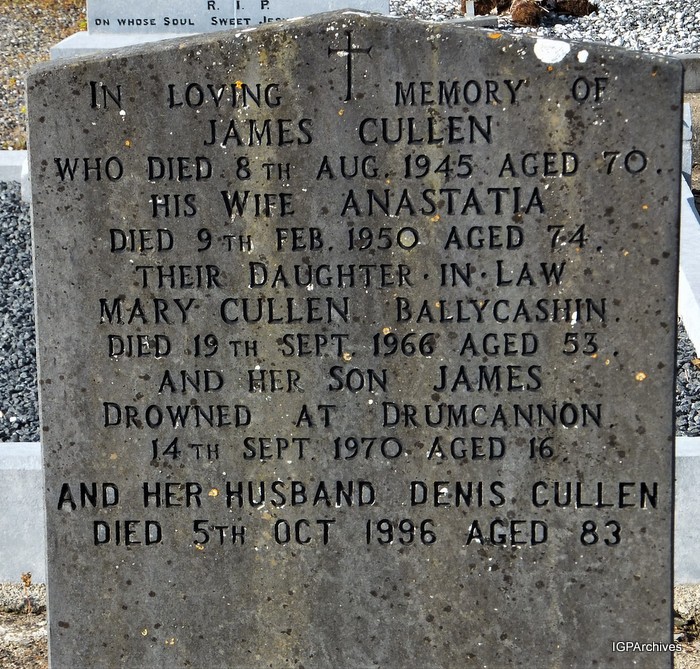 R. I. P.
ON WHOSE SOUL SWEET
IN LOVING MEMORY OF
JAMES CULLEN
WHO DIED 8TH AUG. 1945 AGED 70.
HIS WIFE ANASTATIA
DIED 9TH FEB. 1950 AGED 74.
THEIR DAUGHTER-IN-LAW
MARY CULLEN BALLYCASHIN.
DIED 19TH SEPT. 1966 AGED 53.
AND HER SON JAMES
DROWNED AT DRUMCANNON.
14TH SEPT. 1970 AGED 16.
AND HER HUSBAND DENIS CULLEN
DIED 5TH OCT 1996 AGED 83
IGPArchives